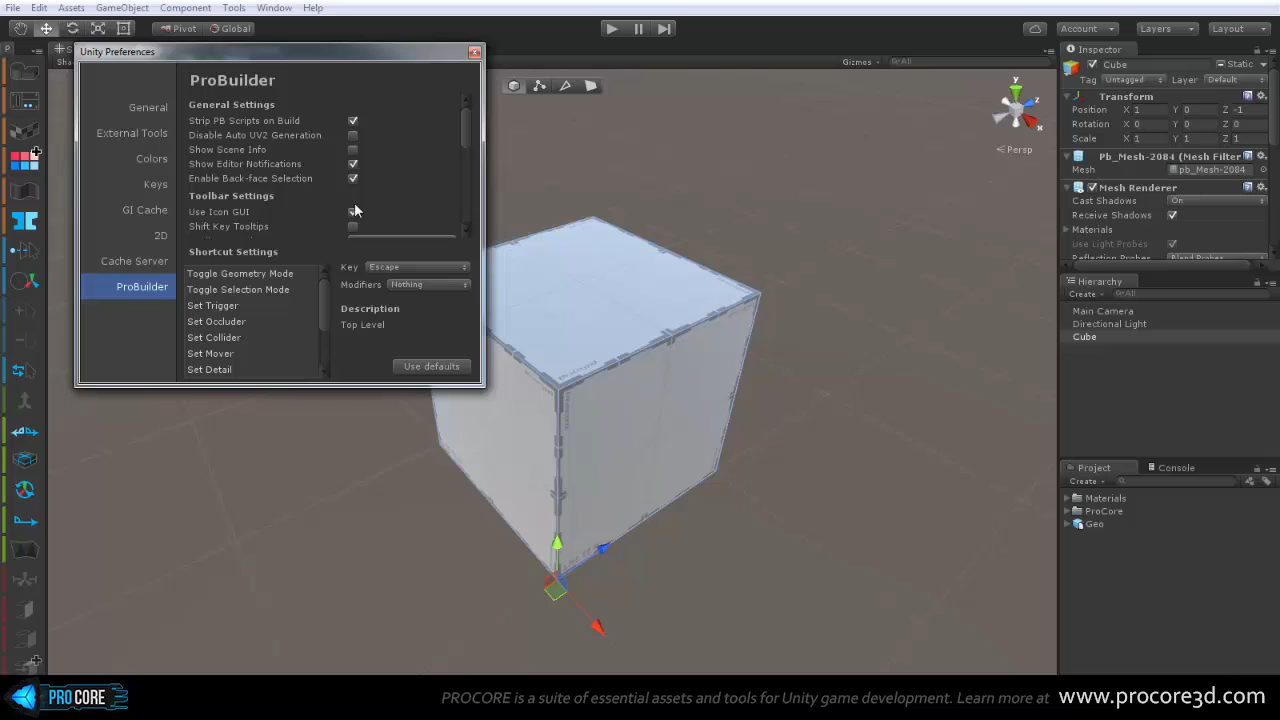 File Edit Assets GameObject Component Tools Window Help
Pivot Global Account Layers Layout
Unity Preferences
ProBuilder
General
External Tools
Colors
Keys
GI Cache
2D
Cache Server
ProBuilder
General Settings
Strip PB Scripts on Build
Disable Auto UV2 Generation
Show Scene Info
Show Editor Notifications
Enable Back-face Selection
Toolbar Settings
Use Icon GUI
Shift Key Tooltips
Shortcut Settings
Toggle Geometry Mode
Toggle Selection Mode
Set Trigger
Set Occluder
Set Collider
Set Mover
Set Detail
Key Escape
Modifiers Nothing
Description
Top Level
Use defaults
Gizmos All
y
z
x
Persp
Inspector
Cube Static
Tag Untagged Layer Default
Transform
Position X 1 Y 0 Z -1
Rotation X 0 Y 0 Z 0
Scale X 1 Y 1 Z 1
Pb_Mesh-2084 (Mesh Filter
Mesh pb_Mesh-2084
Mesh Renderer
Cast Shadows On
Receive Shadows
Materials
Use Light Probes
Reflection Probes Blend Probes
Hierarchy
Create All
Main Camera
Directional Light
Cube
Project Console
Create
Materials
ProCore
Geo
PROCORE
PROCORE is a suite of essential assets and tools for Unity game development. Learn more at www.procore3d.com